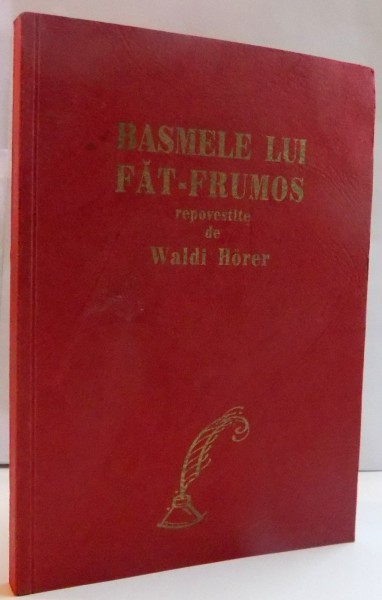 BASMELE LUI
FĂT-FRUMOS
repovestite
de
Waldi Hörer